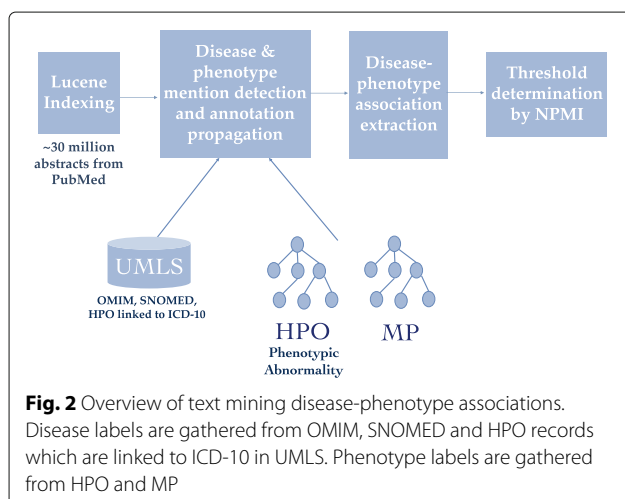 Lucene
Indexing
~30 million
abstracts from
PubMed
Disease &
phenotype
mention detection
and annotation
propagation
Disease-
phenotype
association
extraction
Threshold
determination
by NPMI
UMLS
OMIM, SNOMED,
HPO linked to ICD-10
HPO
Phenotypic
Abnormality
MP
Fig. 2 Overview of text mining disease-phenotype associations.
Disease labels are gathered from OMIM, SNOMED and HPO records
which are linked to ICD-10 in UMLS. Phenotype labels are gathered
from HPO and MP